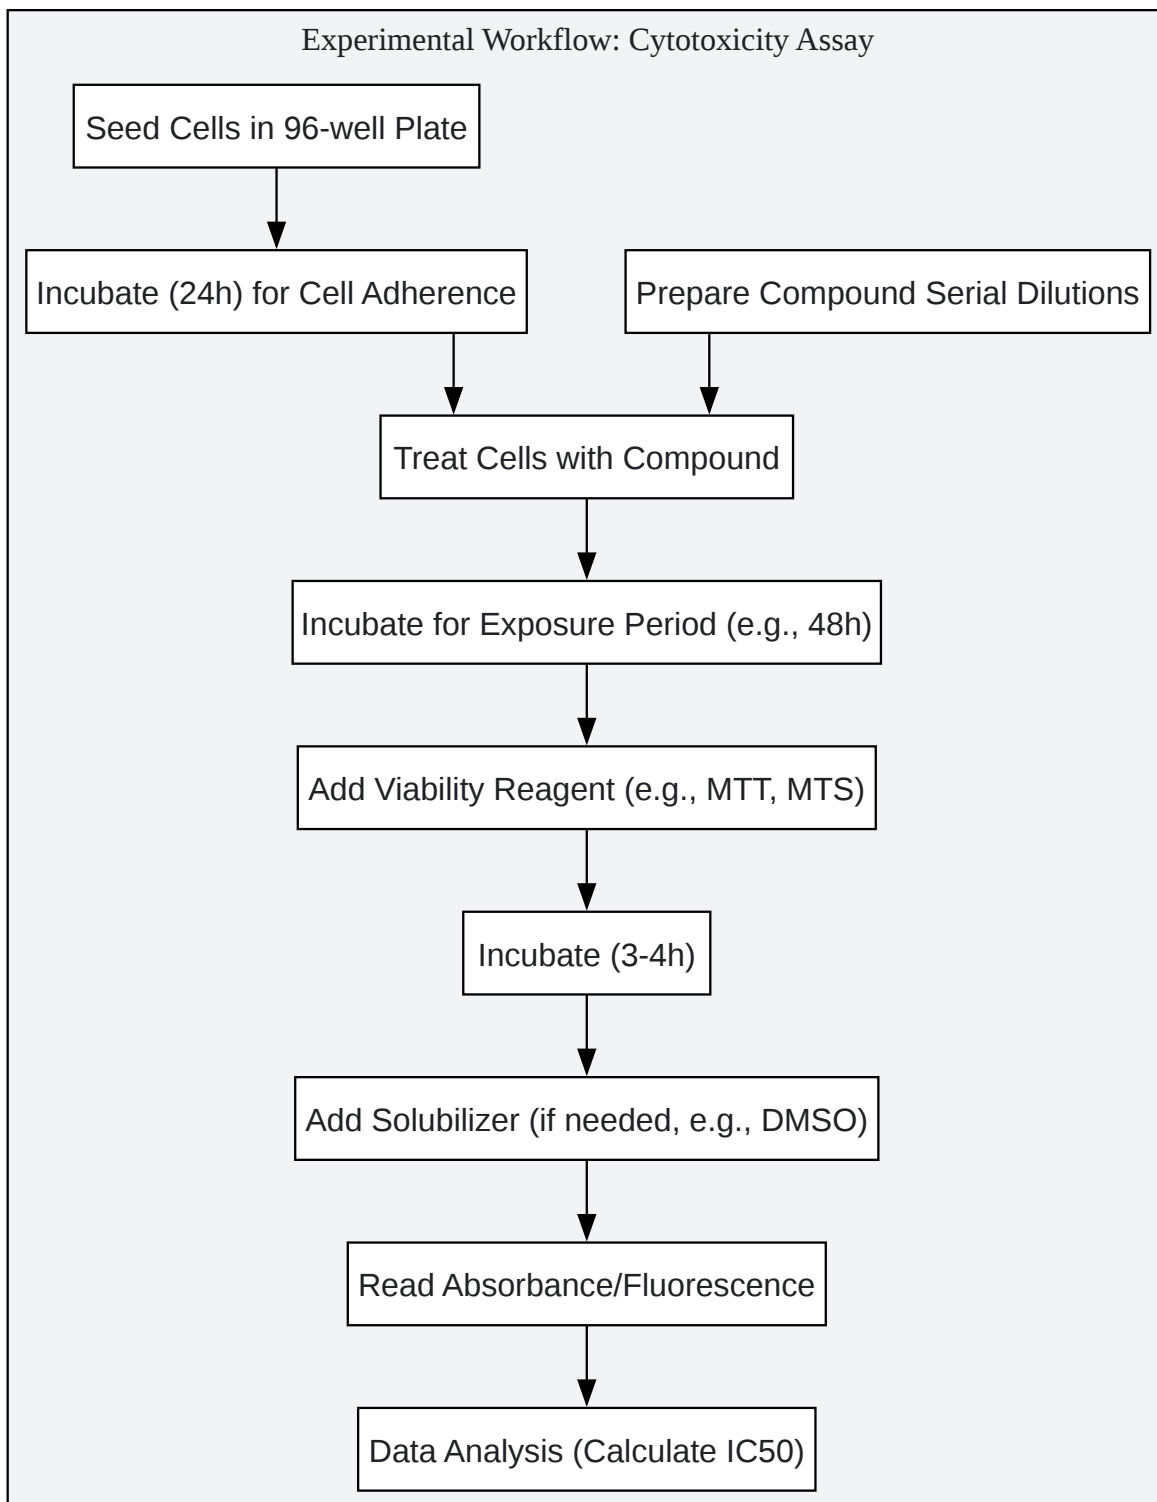 Experimental Workflow: Cytotoxicity Assay
Seed Cells in 96-well Plate
Incubate (24h) for Cell Adherence
Prepare Compound Serial Dilutions
Treat Cells with Compound
Incubate for Exposure Period (e.g., 48h)
Add Viability Reagent (e.g., MTT, MTS)
Incubate (3-4h)
Add Solubilizer (if needed, e.g., DMSO)
Read Absorbance/Fluorescence
Data Analysis (Calculate IC50)